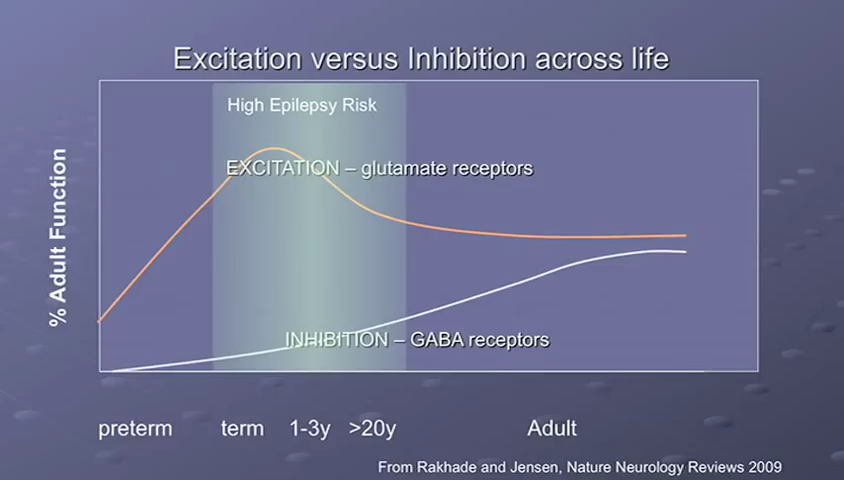 Excitation versus Inhibition across life
High Epilepsy Risk
EXCITATION – glutamate receptors
% Adult Function
INHIBITION – GABA receptors
preterm term 1-3y >20y Adult
From Rakhade and Jensen, Nature Neurology Reviews 2009